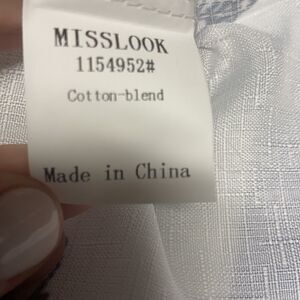 MISSLOOK
1154952#
Cotton-blend
Made in China